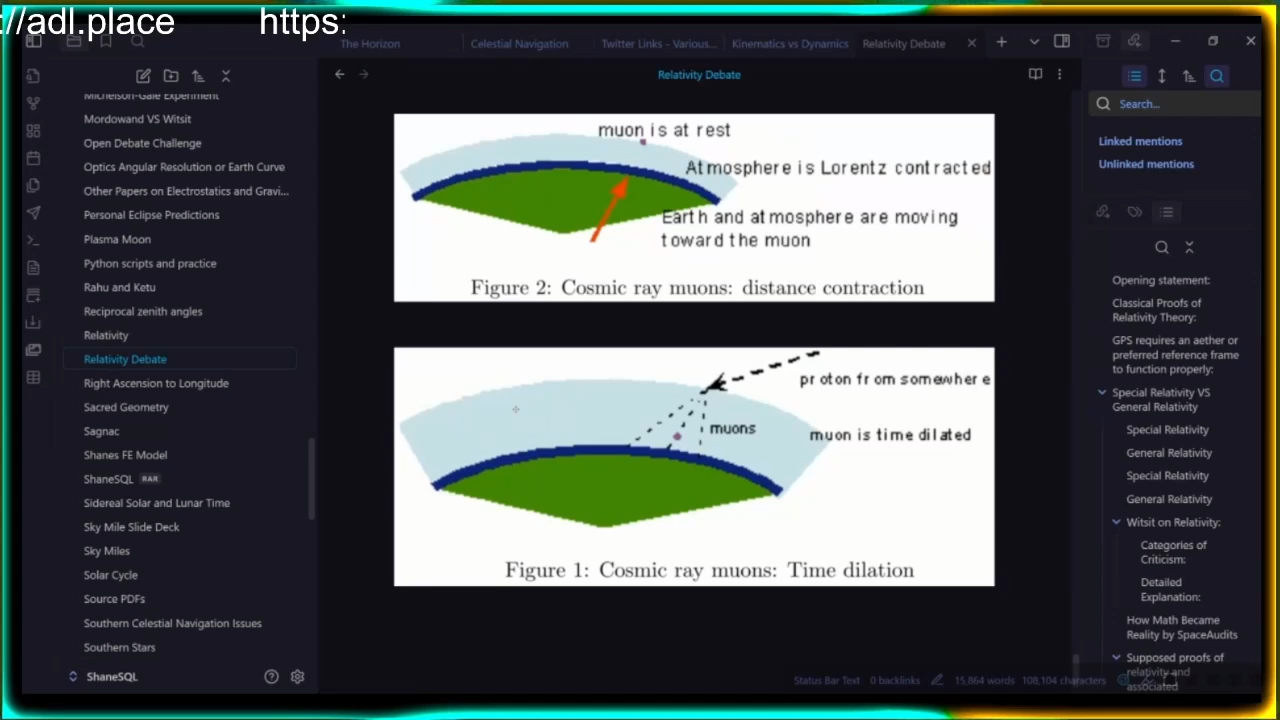 ://adl.place https:
The Horizon
Celestial Navigation
Twitter Links - Various...
Kinematics vs Dynamics
Relativity Debate
Relativity Debate
Michelson-Gale Experiment
Mordowand VS Witsit
Open Debate Challenge
Optics Angular Resolution or Earth Curve
Other Papers on Electrostatics and Gravi...
Personal Eclipse Predictions
Plasma Moon
Python scripts and practice
Rahu and Ketu
Reciprocal zenith angles
Relativity
Relativity Debate
Right Ascension to Longitude
Sacred Geometry
Sagnac
Shanes FE Model
ShaneSQL RAR
Sidereal Solar and Lunar Time
Sky Mile Slide Deck
Sky Miles
Solar Cycle
Source PDFs
Southern Celestial Navigation Issues
Southern Stars
ShaneSQL
muon is at rest
Atmosphere is Lorentz contracted
Earth and atmosphere are moving
toward the muon
Figure 2: Cosmic ray muons: distance contraction
proton from somewhere
muons
muon is time dilated
Figure 1: Cosmic ray muons: Time dilation
Status Bar Text 0 backlinks 15,864 words 108,104 characters
Search...
Linked mentions
Unlinked mentions
Opening statement:
Classical Proofs of
Relativity Theory:
GPS requires an aether or
preferred reference frame
to function properly:
Special Relativity VS
General Relativity
Special Relativity
General Relativity
Special Relativity
General Relativity
Witsit on Relativity:
Categories of
Criticism:
Detailed
Explanation:
How Math Became
Reality by SpaceAudits
Supposed proofs of
relativity and
associated